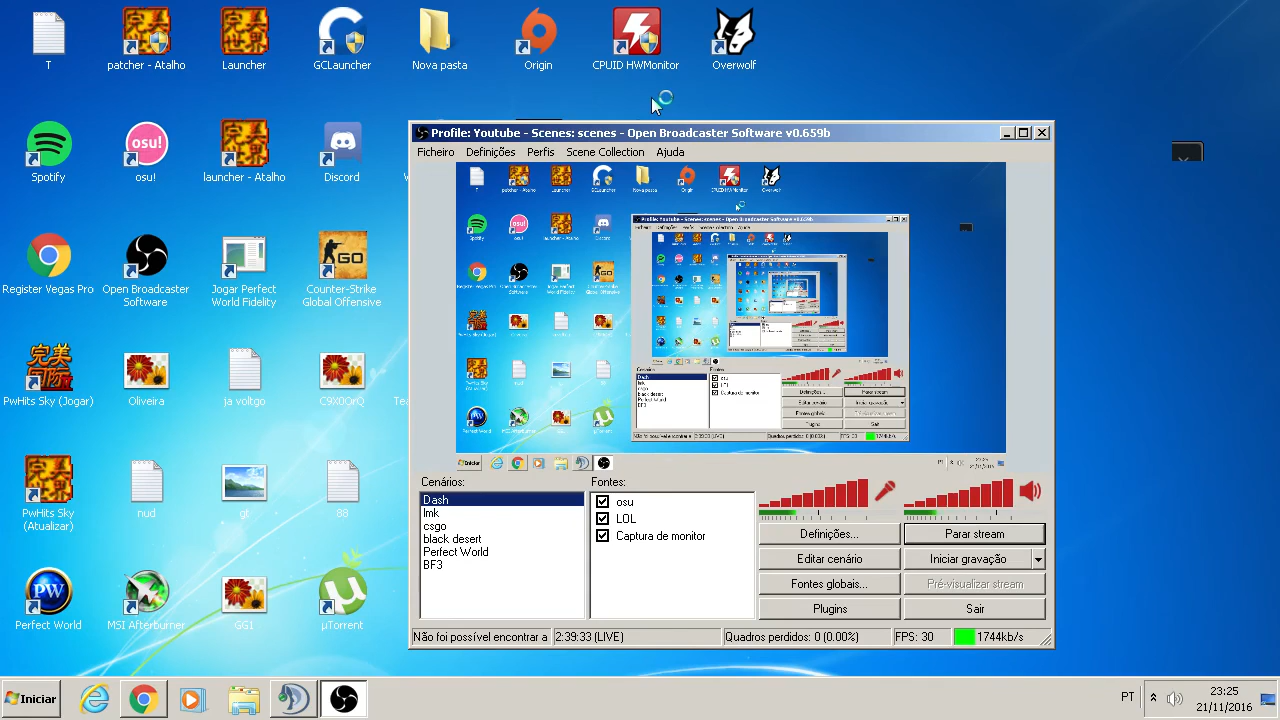 T
patcher - Atalho
Launcher
GCLauncher
Nova pasta
Origin
CPUID HWMonitor
Overwolf
Spotify
osu!
osu!
launcher - Atalho
Discord
Register Vegas Pro
Open Broadcaster
Software
Jogar Perfect
World Fidelity
GO
Counter-Strike
Global Offensive
PwHits Sky (Jogar)
Oliveira
ja voltgo
C9X0OrQ
PwHits Sky
(Atualizar)
nud
gt
88
PW
Perfect World
MSI Afterburner
GG1
µTorrent
Profile: Youtube - Scenes: scenes - Open Broadcaster Software v0.659b
Ficheiro Definições Perfis Scene Collection Ajuda
Cenários:
Dash
lmk
csgo
black desert
Perfect World
BF3
Fontes:
osu
LOL
Captura de monitor
Definições...
Parar stream
Editar cenário
Iniciar gravação
Fontes globais...
Pré-visualizar stream
Plugins
Sair
Não foi possível encontrar a
2:39:33 (LIVE)
Quadros perdidos: 0 (0.00%)
FPS: 30
1744kb/s
Iniciar
PT
23:25
21/11/2016